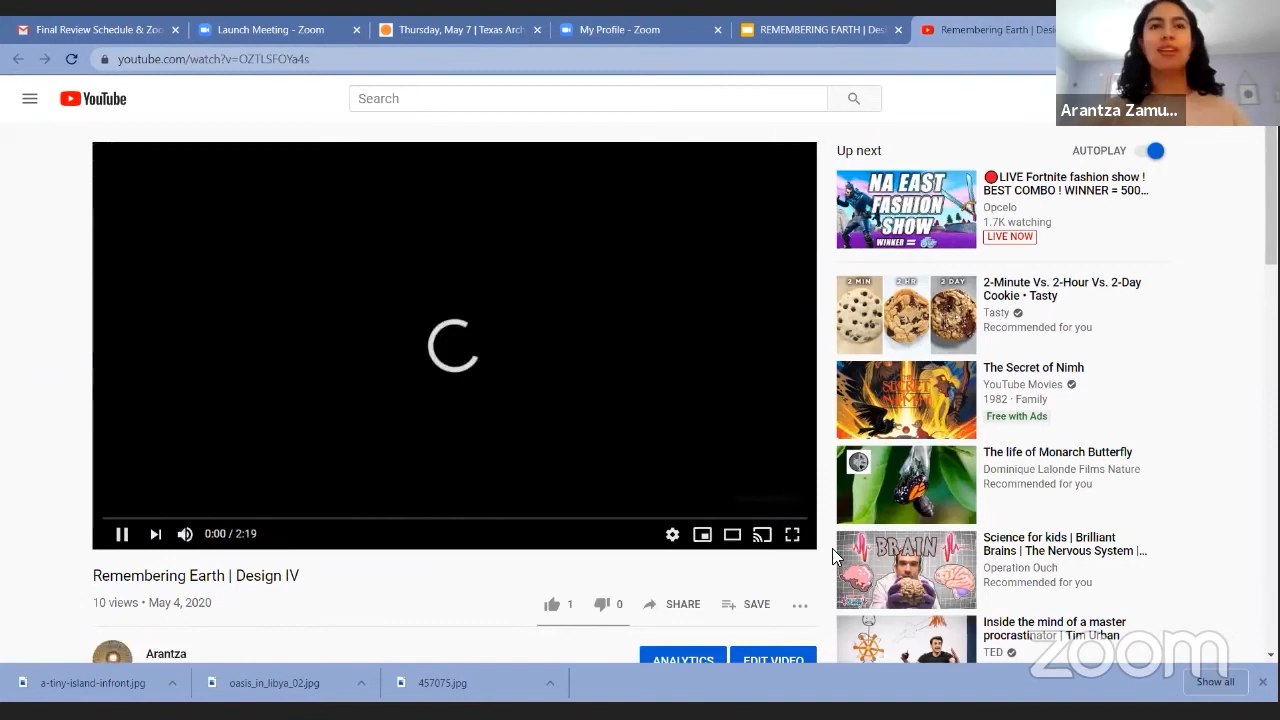 Final Review Schedule & Zoo
Launch Meeting - Zoom
Thursday, May 7 | Texas Arch
My Profile - Zoom
REMEMBERING EARTH | Des
Remembering Earth | Desi
youtube.com/watch?v=OZTLSFOYa4s
YouTube
Search
Arantza Zamu...
Up next
AUTOPLAY
NA EAST
FASHION
SHOW
WINNER =
LIVE Fortnite fashion show !
BEST COMBO ! WINNER = 500...
Opcelo
1.7K watching
LIVE NOW
2 MIN
2 HR
2 DAY
2-Minute Vs. 2-Hour Vs. 2-Day
Cookie • Tasty
Tasty
Recommended for you
SECRET
The Secret of Nimh
YouTube Movies
1982 · Family
Free with Ads
The life of Monarch Butterfly
Dominique Lalonde Films Nature
Recommended for you
BRAIN
Science for kids | Brilliant
Brains | The Nervous System |...
Operation Ouch
Recommended for you
Inside the mind of a master
procrastinator | Tim Urban
TED
0:00 / 2:19
Remembering Earth | Design IV
10 views • May 4, 2020
1
0
SHARE
SAVE
Arantza
ANALYTICS
EDIT VIDEO
zoom
a-tiny-island-infront.jpg
oasis_in_libya_02.jpg
457075.jpg
Show all